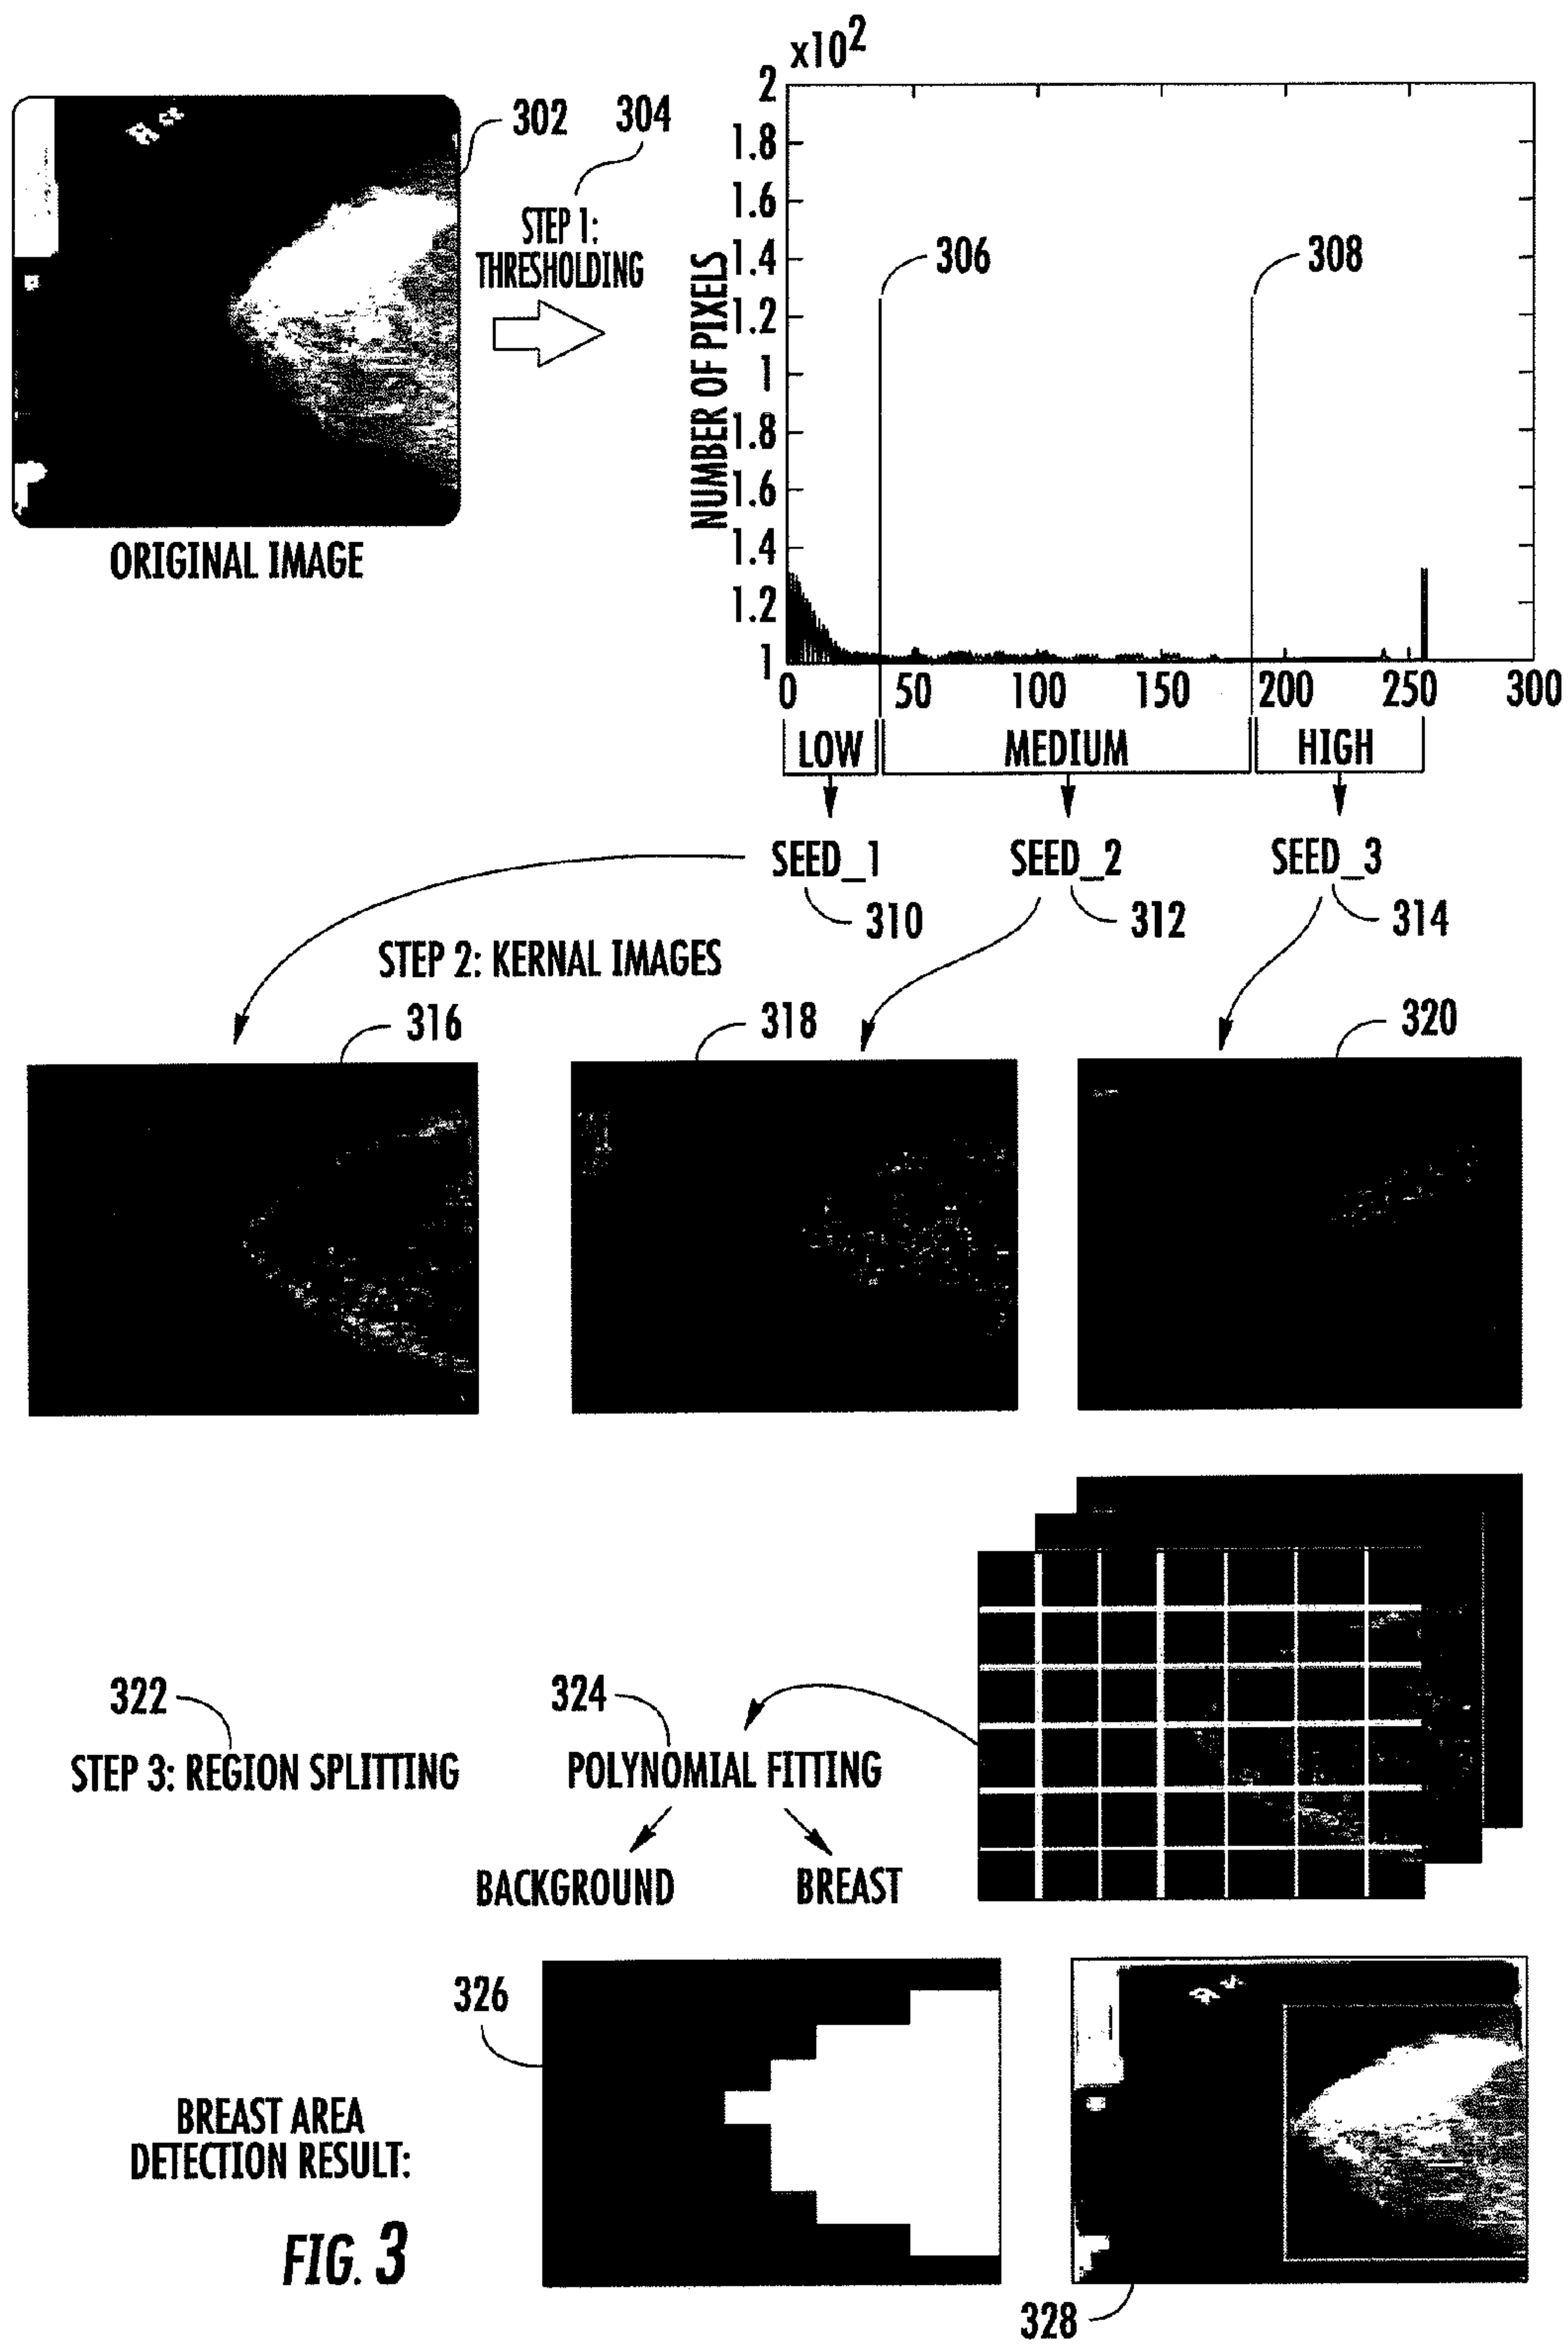 x10²
2
1.8
1.6
1.4
1.2
1
1.8
1.6
1.4
1.2
1
NUMBER OF PIXELS
302
304
STEP 1:
THRESHOLDING
306
308
ORIGINAL IMAGE
0 50 100 150 200 250 300
LOW MEDIUM HIGH
SEED_1 SEED_2 SEED_3
310 312 314
STEP 2: KERNAL IMAGES
316 318 320
322 324
STEP 3: REGION SPLITTING
POLYNOMIAL FITTING
BACKGROUND BREAST
326
BREAST AREA
DETECTION RESULT:
FIG. 3
328